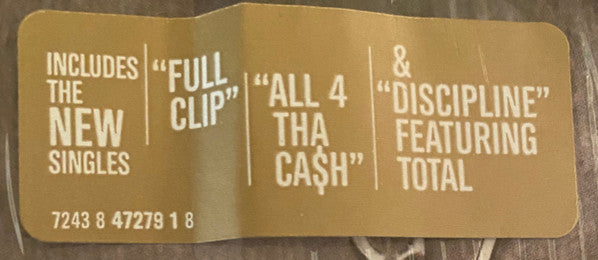 INCLUDES
THE
NEW
SINGLES
"FULL
CLIP"
"ALL 4
THA
CA$H"
&
"DISCIPLINE"
FEATURING
TOTAL
7243 8 47279 1 8